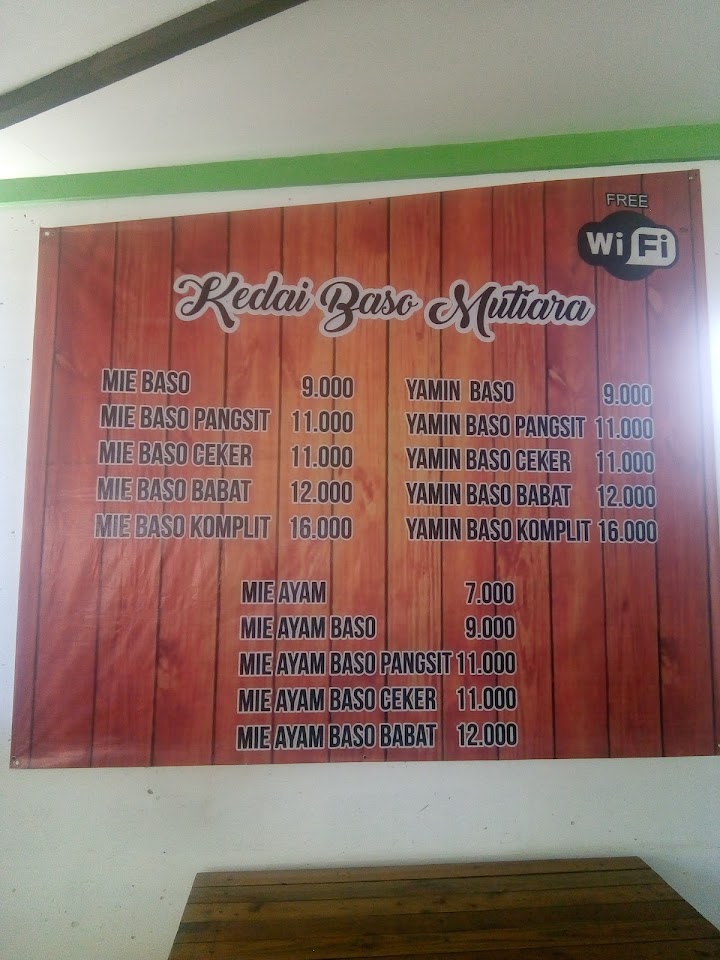 FREE
WiFi
Kedai Baso Mutiara
MIE BASO 9.000
MIE BASO PANGSIT 11.000
MIE BASO CEKER 11.000
MIE BASO BABAT 12.000
MIE BASO KOMPLIT 16.000
YAMIN BASO 9.000
YAMIN BASO PANGSIT 11.000
YAMIN BASO CEKER 11.000
YAMIN BASO BABAT 12.000
YAMIN BASO KOMPLIT 16.000
MIE AYAM 7.000
MIE AYAM BASO 9.000
MIE AYAM BASO PANGSIT 11.000
MIE AYAM BASO CEKER 11.000
MIE AYAM BASO BABAT 12.000